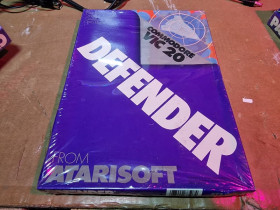 COMMODORE
VIC 20
DEFENDER
FROM
ATARISOFT